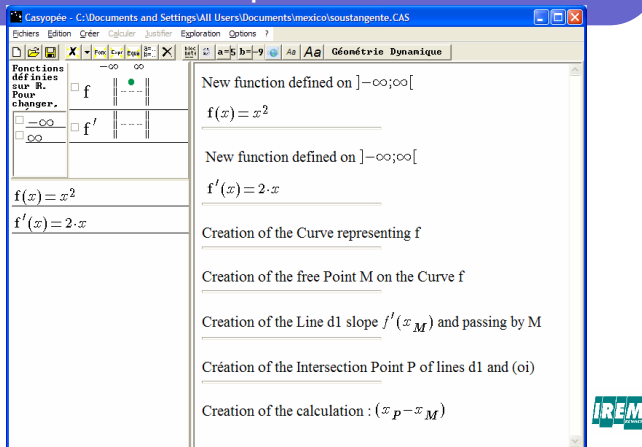 Casyopée - C:\Documents and Settings\All Users\Documents\mexico\soustangente.CAS
Fichiers Edition Créer Calculer Justifier Exploration Options ?
a=5 b=-9 Aa Aa Géométrie Dynamique
Fonctions
définies
sur R.
Pour
changer,
-∞ ∞
f
f'
-∞
∞
f(x)=x²
f'(x)=2·x
New function defined on ]-∞;∞[
f(x)=x²
New function defined on ]-∞;∞[
f'(x)=2·x
Creation of the Curve representing f
Creation of the free Point M on the Curve f
Creation of the Line d1 slope f'(x_M) and passing by M
Création of the Intersection Point P of lines d1 and (oi)
Creation of the calculation : (x_P-x_M)
IREM